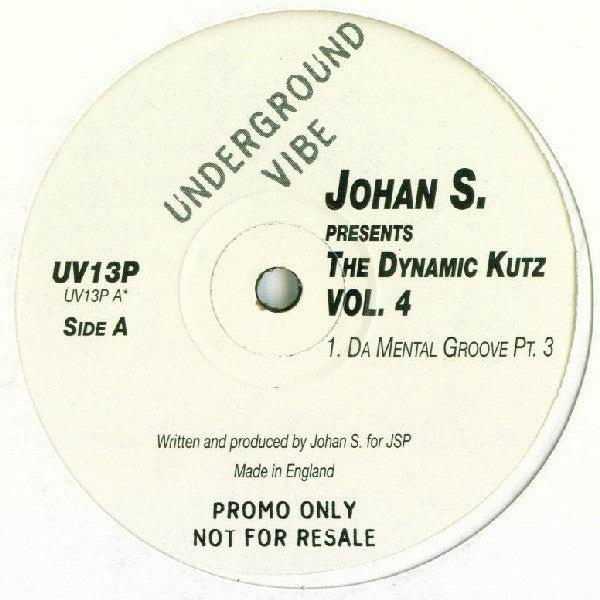 UNDERGROUND
VIBE
JOHAN S.
PRESENTS
THE DYNAMIC KUTZ
VOL. 4
1. DA MENTAL GROOVE PT. 3
UV13P
UV13P A*
SIDE A
Written and produced by Johan S. for JSP
Made in England
PROMO ONLY
NOT FOR RESALE